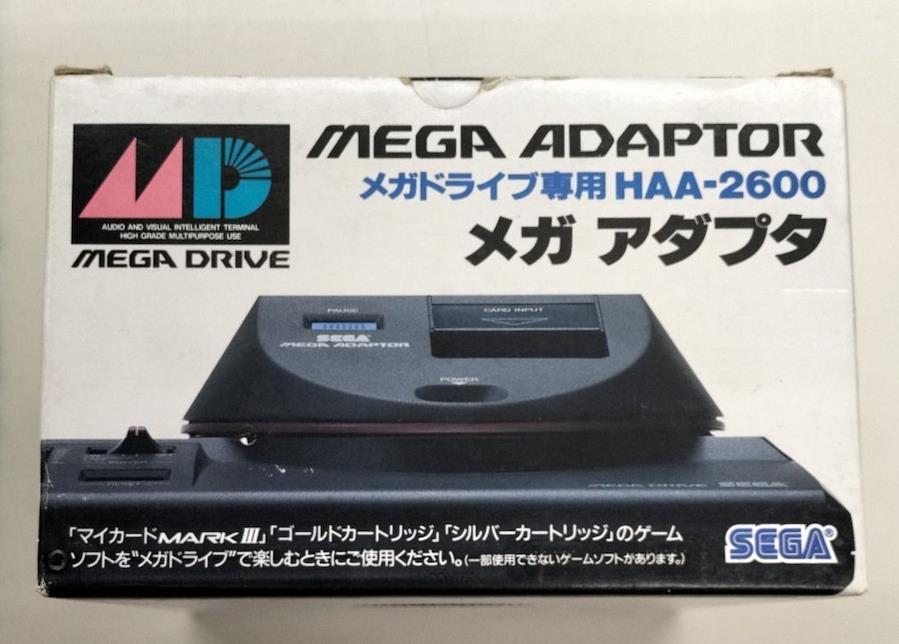 MEGA ADAPTOR
メガドライブ専用 HAA-2600
メガ アダプタ
MD
AUDIO AND VISUAL INTELLIGENT TERMINAL
HIGH GRADE MULTIPURPOSE USE
MEGA DRIVE
PAUSE
SEGA®
MEGA ADAPTOR
CARD INPUT
POWER
RESET
MEGA DRIVE SEGA
「マイカードMARK III」「ゴールドカートリッジ」「シルバーカートリッジ」のゲーム
ソフトを“メガドライブ”で楽しむときにご使用ください。(一部使用できないゲームソフトがあります。)
SEGA®